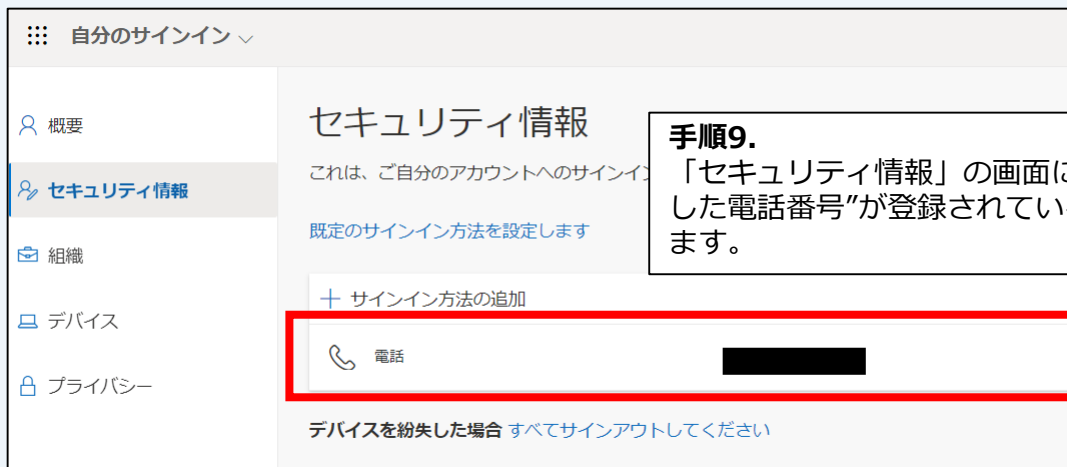 自分のサインイン
概要
セキュリティ情報
組織
デバイス
プライバシー
セキュリティ情報
これは、ご自分のアカウントへのサインイン
既定のサインイン方法を設定します
サインイン方法の追加
電話
デバイスを紛失した場合 すべてサインアウトしてください
手順9.
「セキュリティ情報」の画面に
した電話番号”が登録されてい
ます。